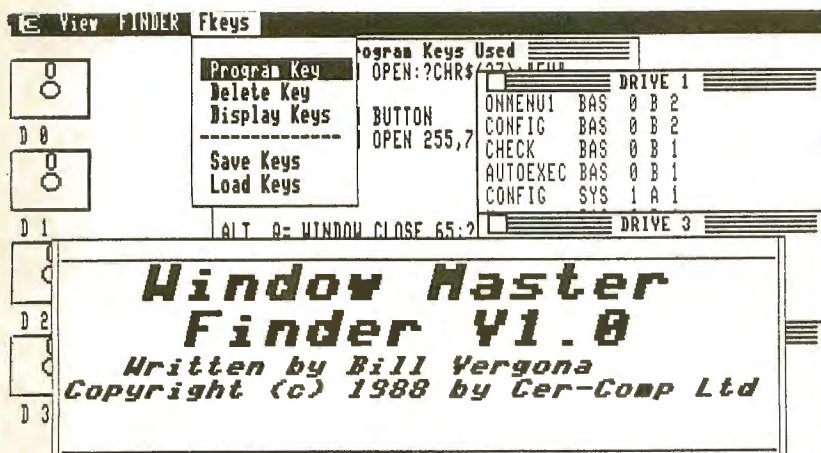 View FINDER Fkeys
Program Key
Delete Key
Display Keys
----------------
Save Keys
Load Keys
ogram Keys Used
OPEN:?CHR$(27);"EV"
BUTTON
OPEN 255,7
ALT A= WINDOW CLOSE 65:?
DRIVE 1
ONMENU1 BAS 0 B 2
CONFIG BAS 0 B 2
CHECK BAS 0 B 1
AUTOEXEC BAS 0 B 1
CONFIG SYS 1 A 1
DRIVE 3
D 0
D 1
D 2
D 3
Window Master
Finder V1.0
Written by Bill Vergona
Copyright (c) 1988 by Cer-Comp Ltd